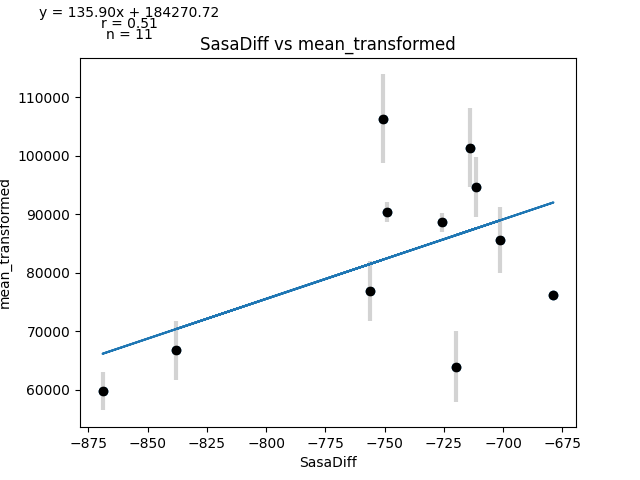 y = 135.90x + 184270.72
r = 0.51
n = 11
SasaDiff vs mean_transformed
mean_transformed
110000
100000
90000
80000
70000
60000
−875 −850 −825 −800 −775 −750 −725 −700 −675
SasaDiff